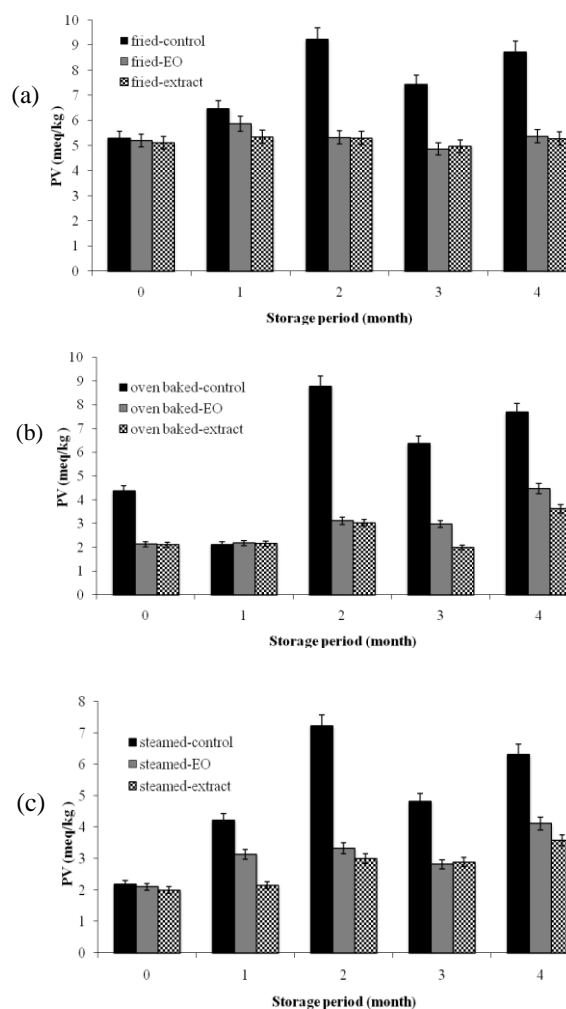 (a)
PV (meq/kg)
10
9
8
7
6
5
4
3
2
1
0
fried-control
fried-EO
fried-extract
0 1 2 3 4
Storage period (month)
(b)
PV (meq/kg)
10
9
8
7
6
5
4
3
2
1
0
oven baked-control
oven baked-EO
oven baked-extract
0 1 2 3 4
Storage period (month)
(c)
PV (meq/kg )
8
7
6
5
4
3
2
1
0
steamed-control
steamed-EO
steamed-extract
0 1 2 3 4
Storage period (month)